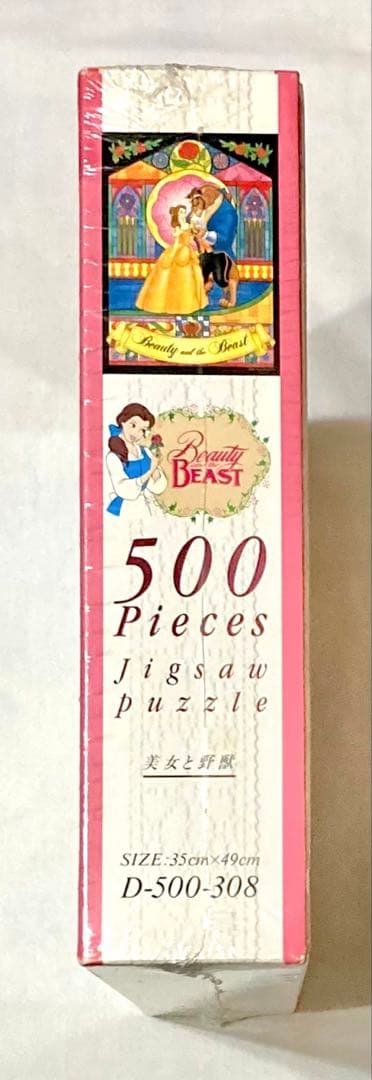 Beauty and the Beast
Beauty
and the
BEAST
500
Pieces
Jigsaw
puzzle
美女と野獣
SIZE:35cm×49cm
D-500-308